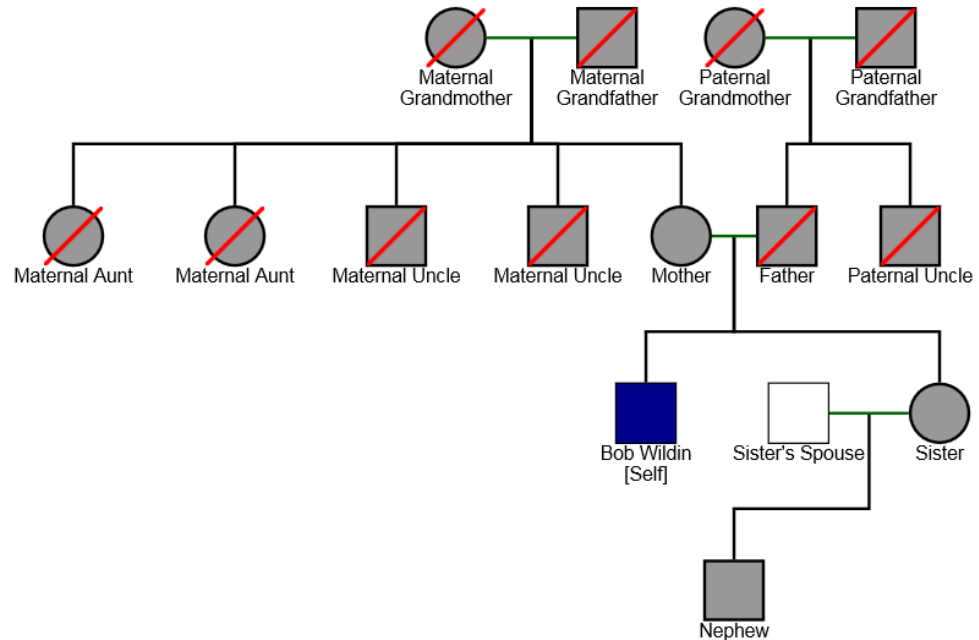 Maternal Grandmother
Maternal Grandfather
Paternal Grandmother
Paternal Grandfather
Maternal Aunt
Maternal Aunt
Maternal Uncle
Maternal Uncle
Mother
Father
Paternal Uncle
Bob Wildin
[Self]
Sister's Spouse
Sister
Nephew